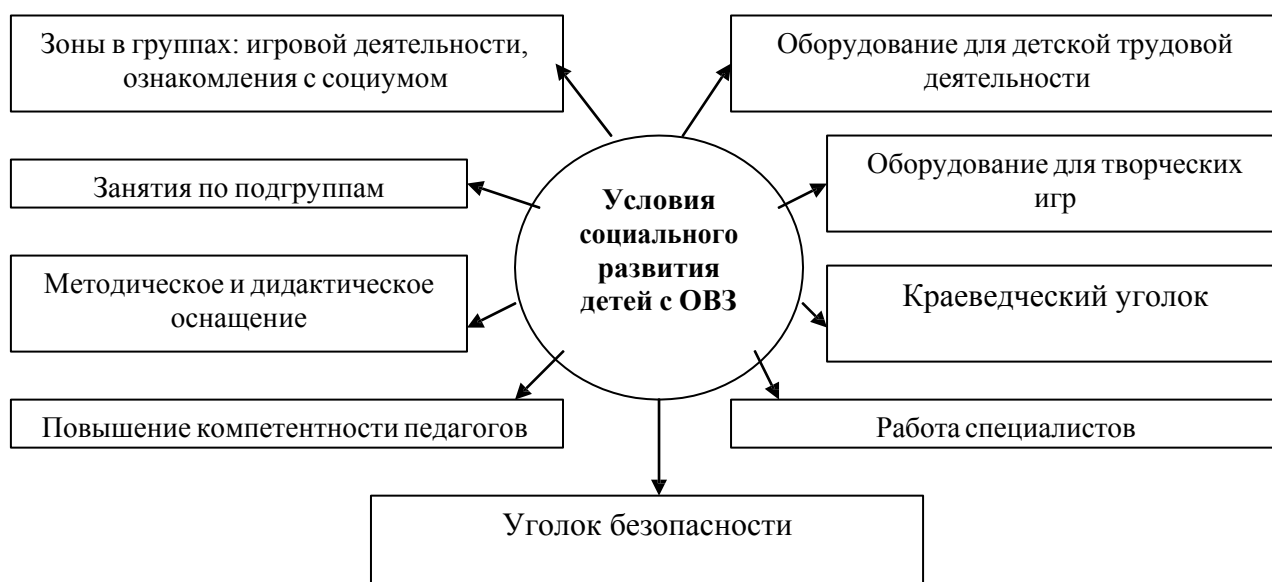 Зоны в группах: игровой деятельности,
ознакомления с социумом
Оборудование для детской трудовой
деятельности
Занятия по подгруппам
Оборудование для творческих
игр
Условия
социального
развития
детей с ОВЗ
Методическое и дидактическое
оснащение
Краеведческий уголок
Повышение компетентности педагогов
Работа специалистов
Уголок безопасности